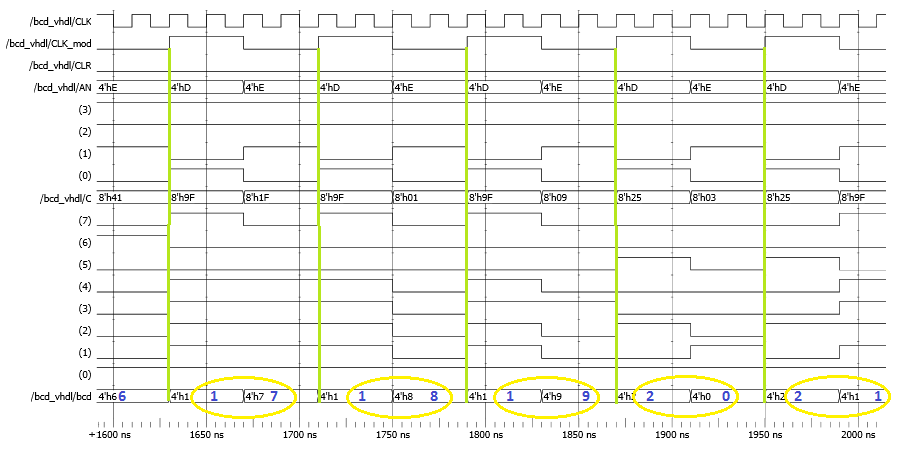 /bcd_vhdl/CLK
/bcd_vhdl/CLK_mod
/bcd_vhdl/CLR
/bcd_vhdl/AN 4'hE 4'hD 4'hE 4'hD 4'hE 4'hD 4'hE 4'hD 4'hE 4'hD 4'hE
(3)
(2)
(1)
(0)
/bcd_vhdl/C 8'h41 8'h9F 8'h1F 8'h9F 8'h01 8'h9F 8'h09 8'h25 8'h03 8'h25 8'h9F
(7)
(6)
(5)
(4)
(3)
(2)
(1)
(0)
/bcd_vhdl/bcd 4'h6 6 4'h1 1 4'h7 7 4'h1 1 4'h8 8 4'h1 1 4'h9 9 2 4'h0 0 4'h2 2 4'h1 1
+1600 ns 1650 ns 1700 ns 1750 ns 1800 ns 1850 ns 1900 ns 1950 ns 2000 ns